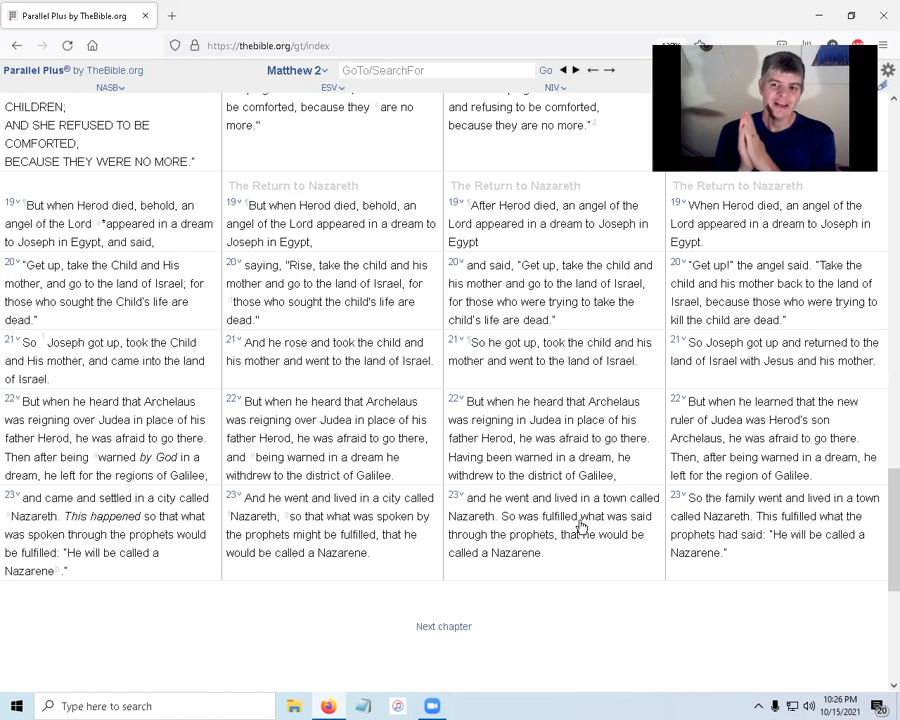 Parallel Plus by TheBible.org
https://thebible.org/gt/index
Parallel Plus® by TheBible.org
Matthew 2
GoTo/SearchFor
Go
NASB
ESV
NIV
CHILDREN;
AND SHE REFUSED TO BE
COMFORTED,
BECAUSE THEY WERE NO MORE."
be comforted, because they are no
more."
and refusing to be comforted,
because they are no more."
19 But when Herod died, behold, an
angel of the Lord *appeared in a dream
to Joseph in Egypt, and said,
20 "Get up, take the Child and His
mother, and go to the land of Israel; for
those who sought the Child's life are
dead."
21 So Joseph got up, took the Child
and His mother, and came into the land
of Israel.
22 But when he heard that Archelaus
was reigning over Judea in place of his
father Herod, he was afraid to go there.
Then after being warned by God in a
dream, he left for the regions of Galilee,
23 and came and settled in a city called
Nazareth. This happened so that what
was spoken through the prophets would
be fulfilled: "He will be called a
Nazarene."
The Return to Nazareth
19 But when Herod died, behold, an
angel of the Lord appeared in a dream to
Joseph in Egypt,
20 saying, "Rise, take the child and his
mother and go to the land of Israel, for
those who sought the child's life are
dead."
21 And he rose and took the child and
his mother and went to the land of Israel.
22 But when he heard that Archelaus
was reigning over Judea in place of his
father Herod, he was afraid to go there,
and being warned in a dream he
withdrew to the district of Galilee.
23 And he went and lived in a city called
Nazareth, so that what was spoken by
the prophets might be fulfilled, that he
would be called a Nazarene.
The Return to Nazareth
19 After Herod died, an angel of the
Lord appeared in a dream to Joseph in
Egypt
20 and said, "Get up, take the child and
his mother and go to the land of Israel,
for those who were trying to take the
child's life are dead."
21 So he got up, took the child and his
mother and went to the land of Israel.
22 But when he heard that Archelaus
was reigning in Judea in place of his
father Herod, he was afraid to go there.
Having been warned in a dream, he
withdrew to the district of Galilee,
23 and he went and lived in a town called
Nazareth. So was fulfilled what was said
through the prophets, that he would be
called a Nazarene.
The Return to Nazareth
19 When Herod died, an angel of the
Lord appeared in a dream to Joseph in
Egypt.
20 "Get up!" the angel said. "Take the
child and his mother back to the land of
Israel, because those who were trying to
kill the child are dead."
21 So Joseph got up and returned to the
land of Israel with Jesus and his mother.
22 But when he learned that the new
ruler of Judea was Herod's son
Archelaus, he was afraid to go there.
Then, after being warned in a dream, he
left for the region of Galilee.
23 So the family went and lived in a town
called Nazareth. This fulfilled what the
prophets had said: "He will be called a
Nazarene."
Next chapter
Type here to search
10:26 PM
10/15/2021
20